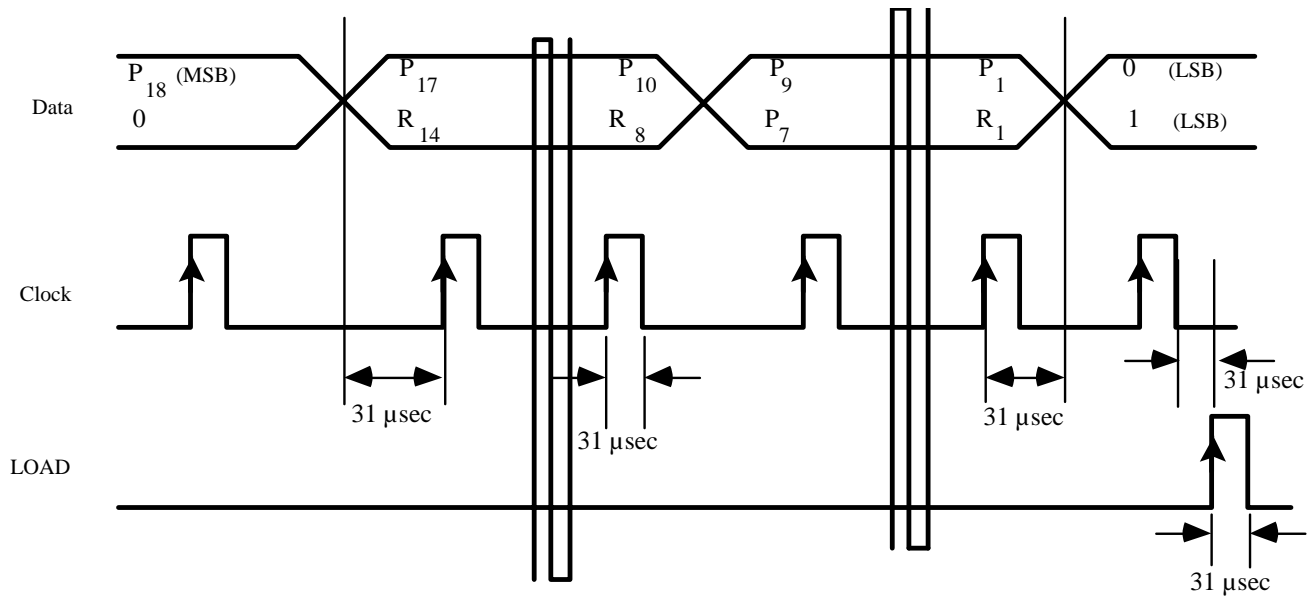 P18 (MSB) P17 P10 P9 P1 0 (LSB)
Data
0 R14 R8 P7 R1 1 (LSB)
Clock
31 µsec
31 µsec
31 µsec
31 µsec
LOAD
31 µsec